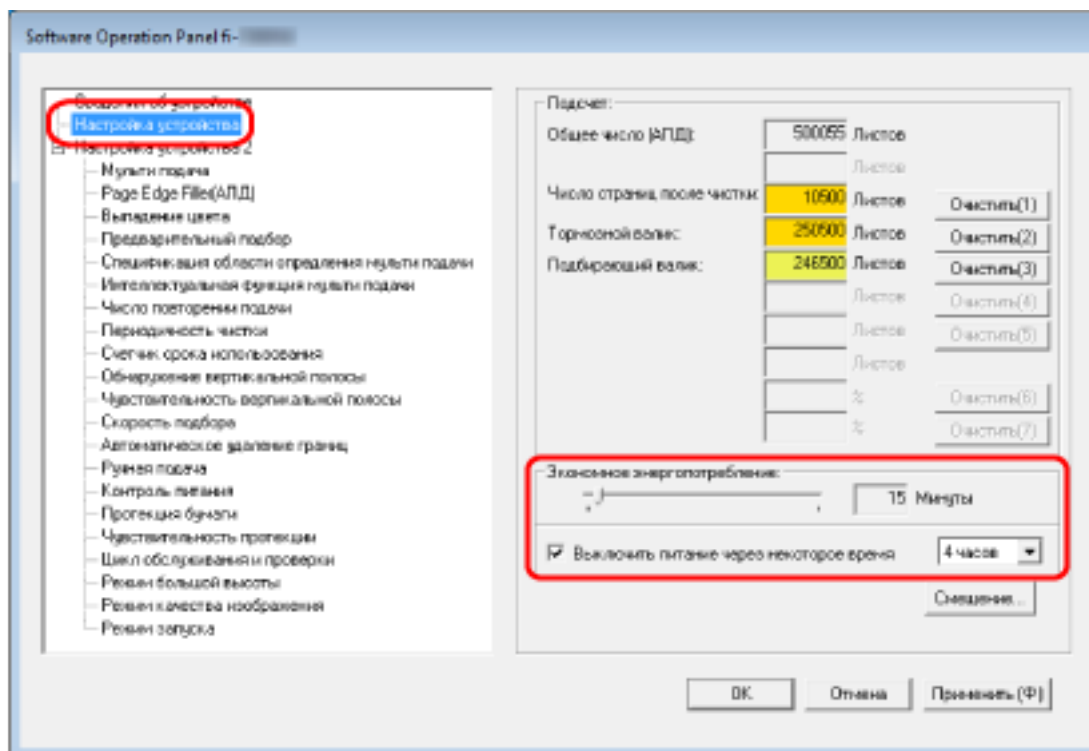 Software Operation Panel fi-
Сведения об устройстве
Настройка устройства
Настройка устройства 2
Мульти подача
Page Edge Filler(АПД)
Выпадение цвета
Предварительный подбор
Спецификация области опредления мульти подачи
Интеллектуальная функция мульти подачи
Число повторении подачи
Периодичность чистки
Счетчик срока использования
Обнаружение вертикальной полосы
Чувствительность вертикальной полосы
Скорость подбора
Автоматическое удаление границ
Ручная подача
Контроль питания
Протекция бумаги
Чувствительность протекции
Цикл обслуживания и проверки
Режим большой высоты
Режим качества изображения
Режим запуска
Подсчет:
Общее число (АПД): 500055 Листов
Листов
Число страниц после чистки: 10500 Листов Очистить(1)
Тормозной валик: 250500 Листов Очистить(2)
Подбирающий валик: 246500 Листов Очистить(3)
Листов Очистить(4)
Листов Очистить(5)
Листов
% Очистить(6)
% Очистить(7)
Экономное энергопотребление:
15 Минуты
Выключить питание через некоторое время 4 часов
Смещение...
OK Отмена Применить (Ф)